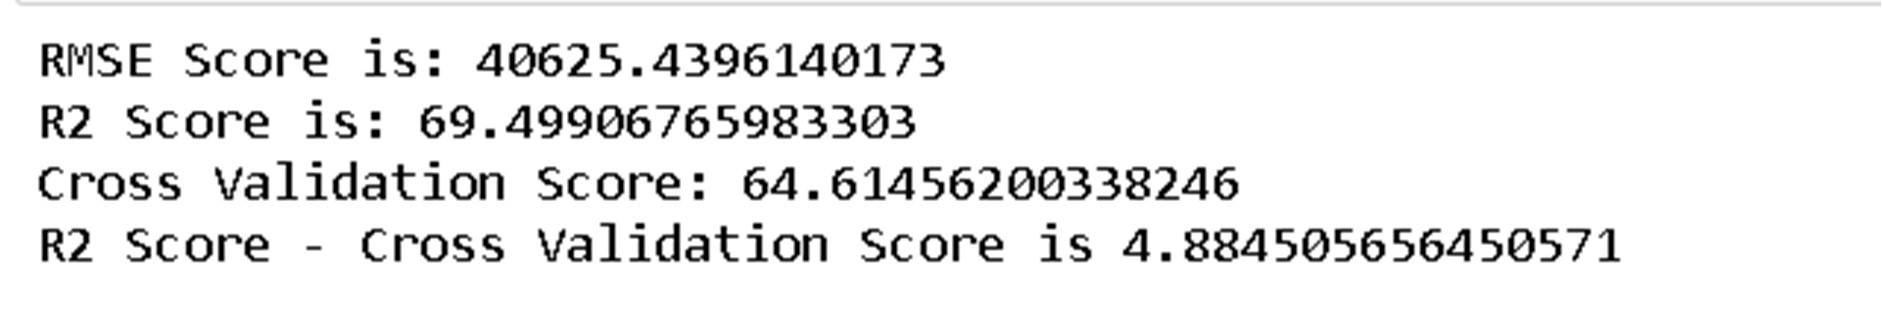 RMSE Score is: 40625.4396140173
R2 Score is: 69.49906765983303
Cross Validation Score: 64.61456200338246
R2 Score - Cross Validation Score is 4.884505656450571